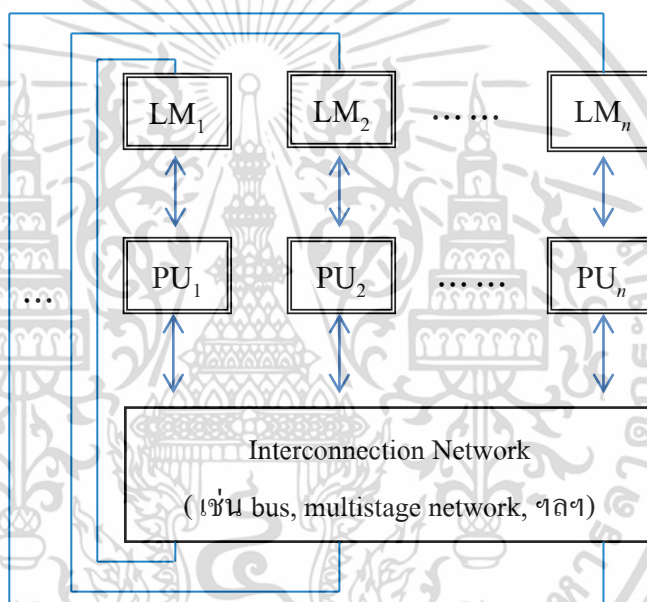 LM₁ LM₂ …… LMₙ
PU₁ PU₂ …… PUₙ
…
Interconnection Network
( เช่น bus, multistage network, ฯลฯ)